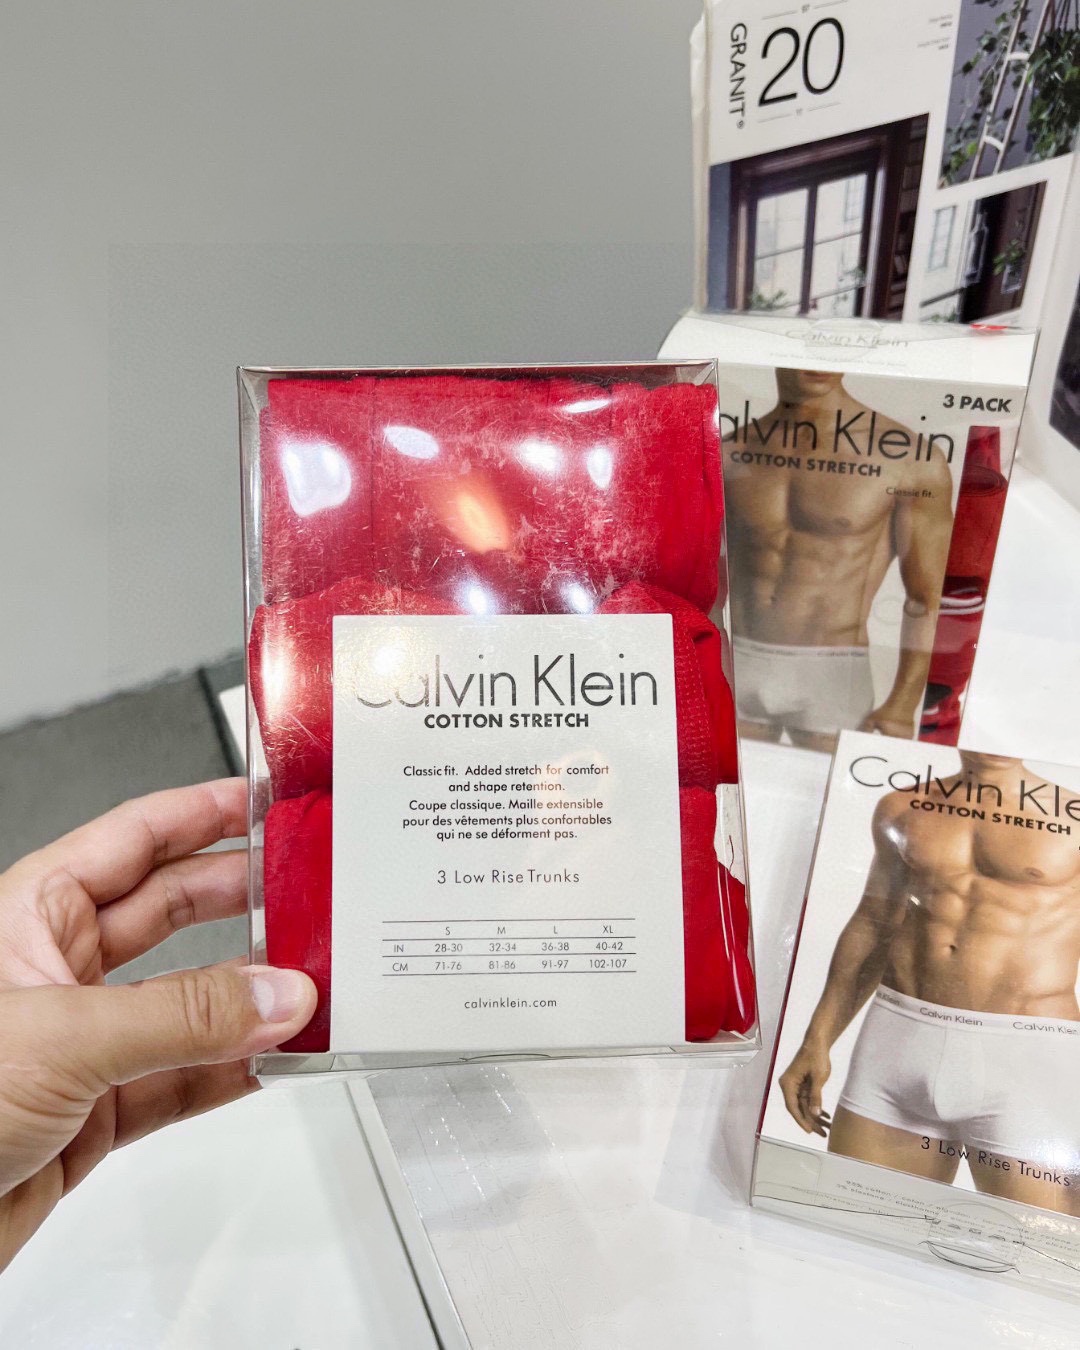 GRANIT®
20
Calvin Klein
3 PACK
Calvin Klein
COTTON STRETCH
Classic fit.
Calvin Klein
COTTON STRETCH
Classic fit. Added stretch for comfort
and shape retention.
Coupe classique. Maille extensible
pour des vêtements plus confortables
qui ne se déforment pas.
3 Low Rise Trunks
S M L XL
IN 28-30 32-34 36-38 40-42
CM 71-76 81-86 91-97 102-107
calvinklein.com
Calvin Kle
COTTON STRETCH
Calvin Klein Calvin Klein
3 Low Rise Trunks